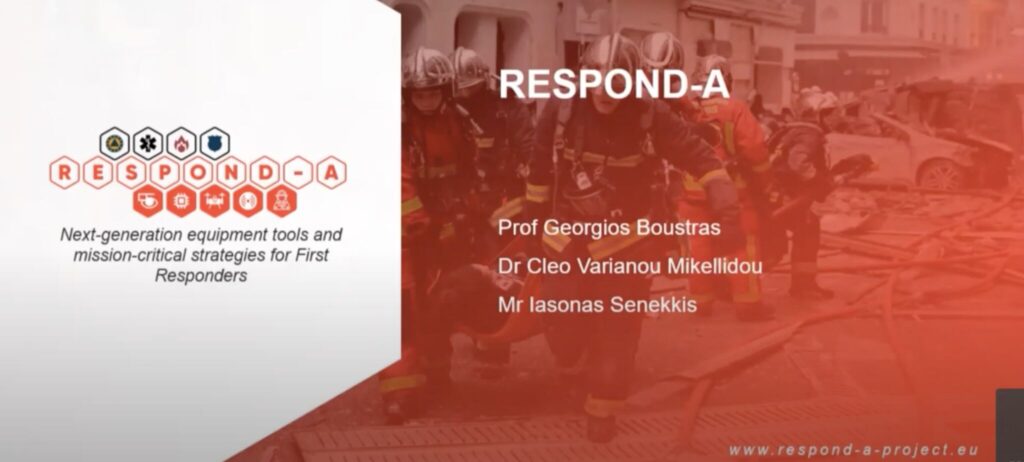 RESPOND-A
Next-generation equipment tools and
mission-critical strategies for First
Responders
RESPOND-A
Prof Georgios Boustras
Dr Cleo Varianou Mikellidou
Mr Iasonas Senekkis
www.respond-a-project.eu